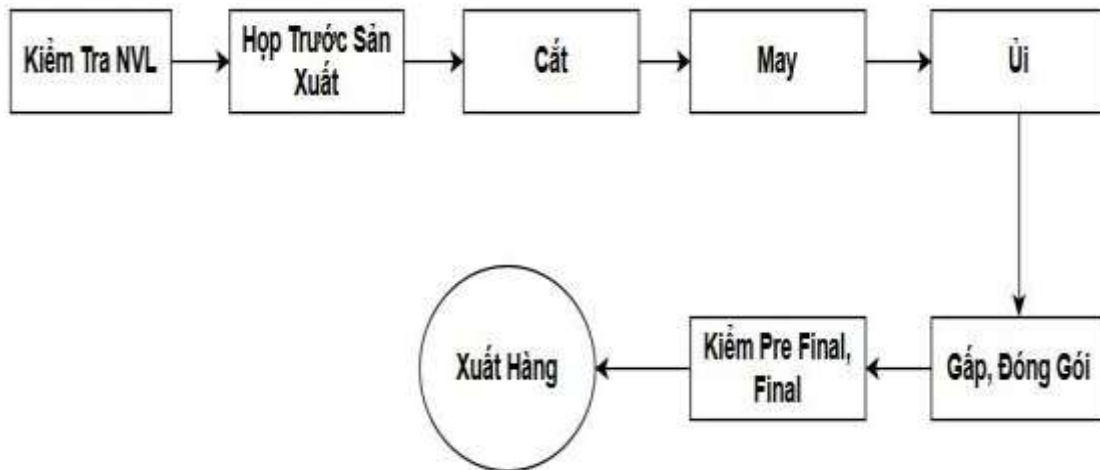 Kiểm Tra NVL
Họp Trước Sản
Xuất
Cắt
May
Ủi
Gấp, Đóng Gói
Kiểm Pre Final,
Final
Xuất Hàng